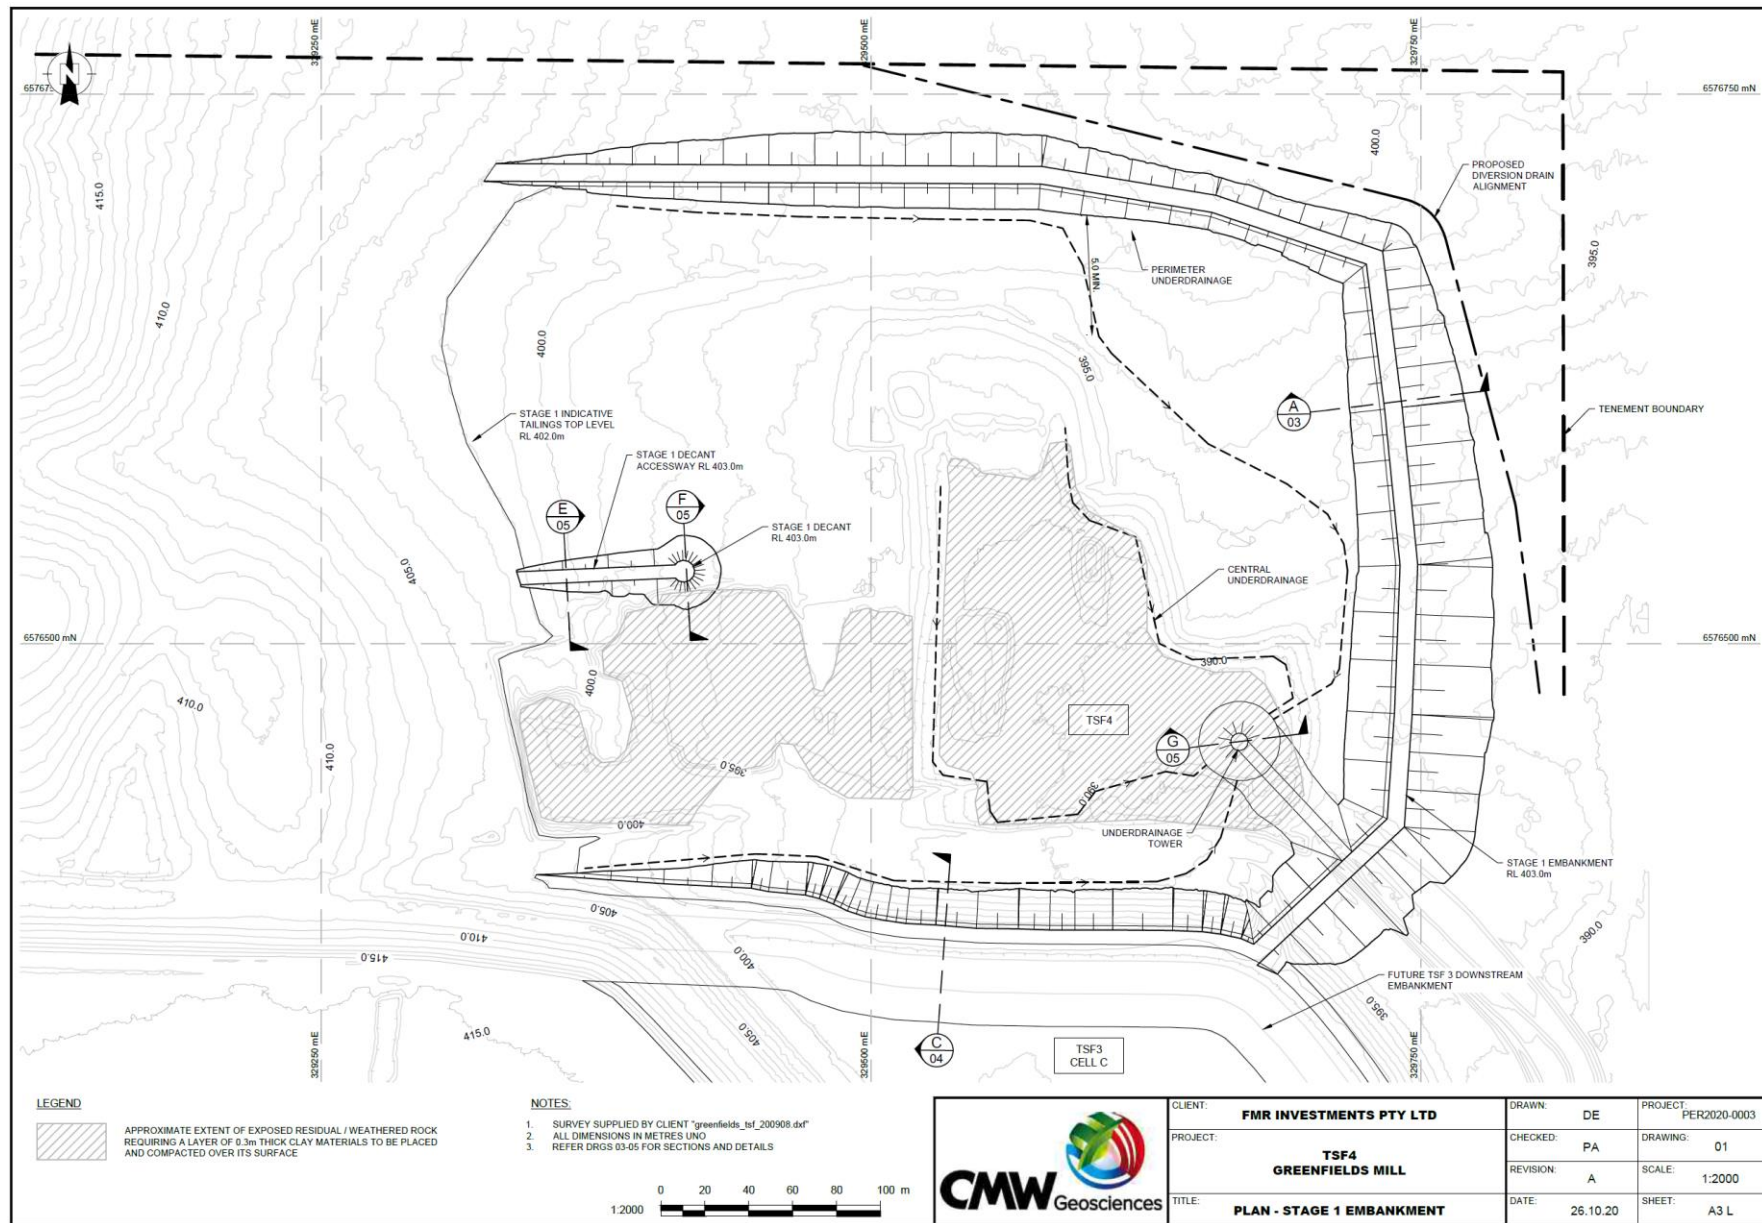 329250 mE
329500 mE
329750 mE
N
6576750 mN
400.0
PROPOSED
DIVERSION DRAIN
ALIGNMENT
415.0
395.0
5.0 MIN.
PERIMETER
UNDERDRAINAGE
410.0
400.0
395.0
A
03
TENEMENT BOUNDARY
STAGE 1 INDICATIVE
TAILINGS TOP LEVEL
RL 402.0m
STAGE 1 DECANT
ACCESSWAY RL 403.0m
E
05
F
05
STAGE 1 DECANT
RL 403.0m
405.0
CENTRAL
UNDERDRAINAGE
6576500 mN
6576500 mN
390.0
400.0
410.0
410.0
TSF4
G
05
395.0
390.0
400.0
UNDERDRAINAGE
TOWER
STAGE 1 EMBANKMENT
RL 403.0m
405.0
410.0
415.0
400.0
390.0
FUTURE TSF 3 DOWNSTREAM
EMBANKMENT
395.0
415.0
405.0
C
04
TSF3
CELL C
329250 mE
329500 mE
329750 mE
LEGEND
APPROXIMATE EXTENT OF EXPOSED RESIDUAL / WEATHERED ROCK
REQUIRING A LAYER OF 0.3m THICK CLAY MATERIALS TO BE PLACED
AND COMPACTED OVER ITS SURFACE
NOTES:
1. SURVEY SUPPLIED BY CLIENT "greenfields_tsf_200908.dxf"
2. ALL DIMENSIONS IN METRES UNO
3. REFER DRGS 03-05 FOR SECTIONS AND DETAILS
0 20 40 60 80 100 m
1:2000
CMW Geosciences
CLIENT:
FMR INVESTMENTS PTY LTD
PROJECT:
TSF4
GREENFIELDS MILL
TITLE:
PLAN - STAGE 1 EMBANKMENT
DRAWN:
DE
PROJECT:
PER2020-0003
CHECKED:
PA
DRAWING:
01
REVISION:
A
SCALE:
1:2000
DATE:
26.10.20
SHEET:
A3 L